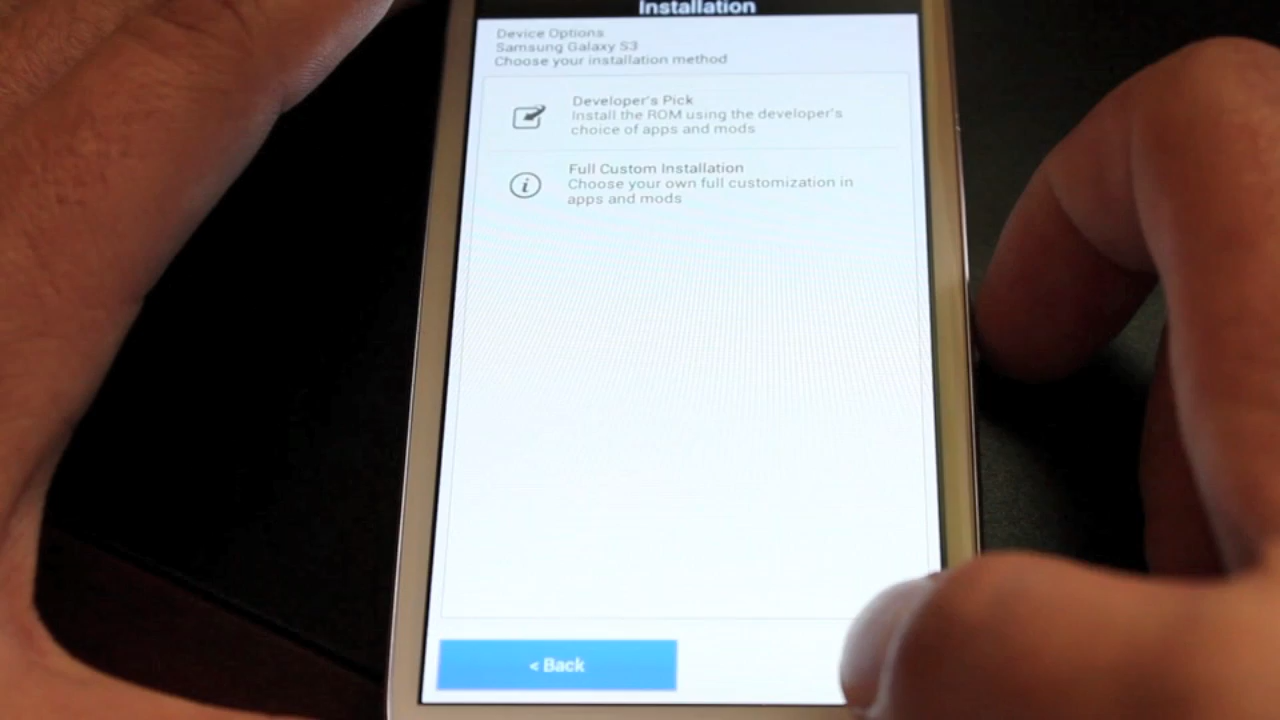 Installation
Device Options
Samsung Galaxy S3
Choose your installation method
Developer's Pick
Install the ROM using the developer's
choice of apps and mods
Full Custom Installation
Choose your own full customization in
apps and mods
< Back